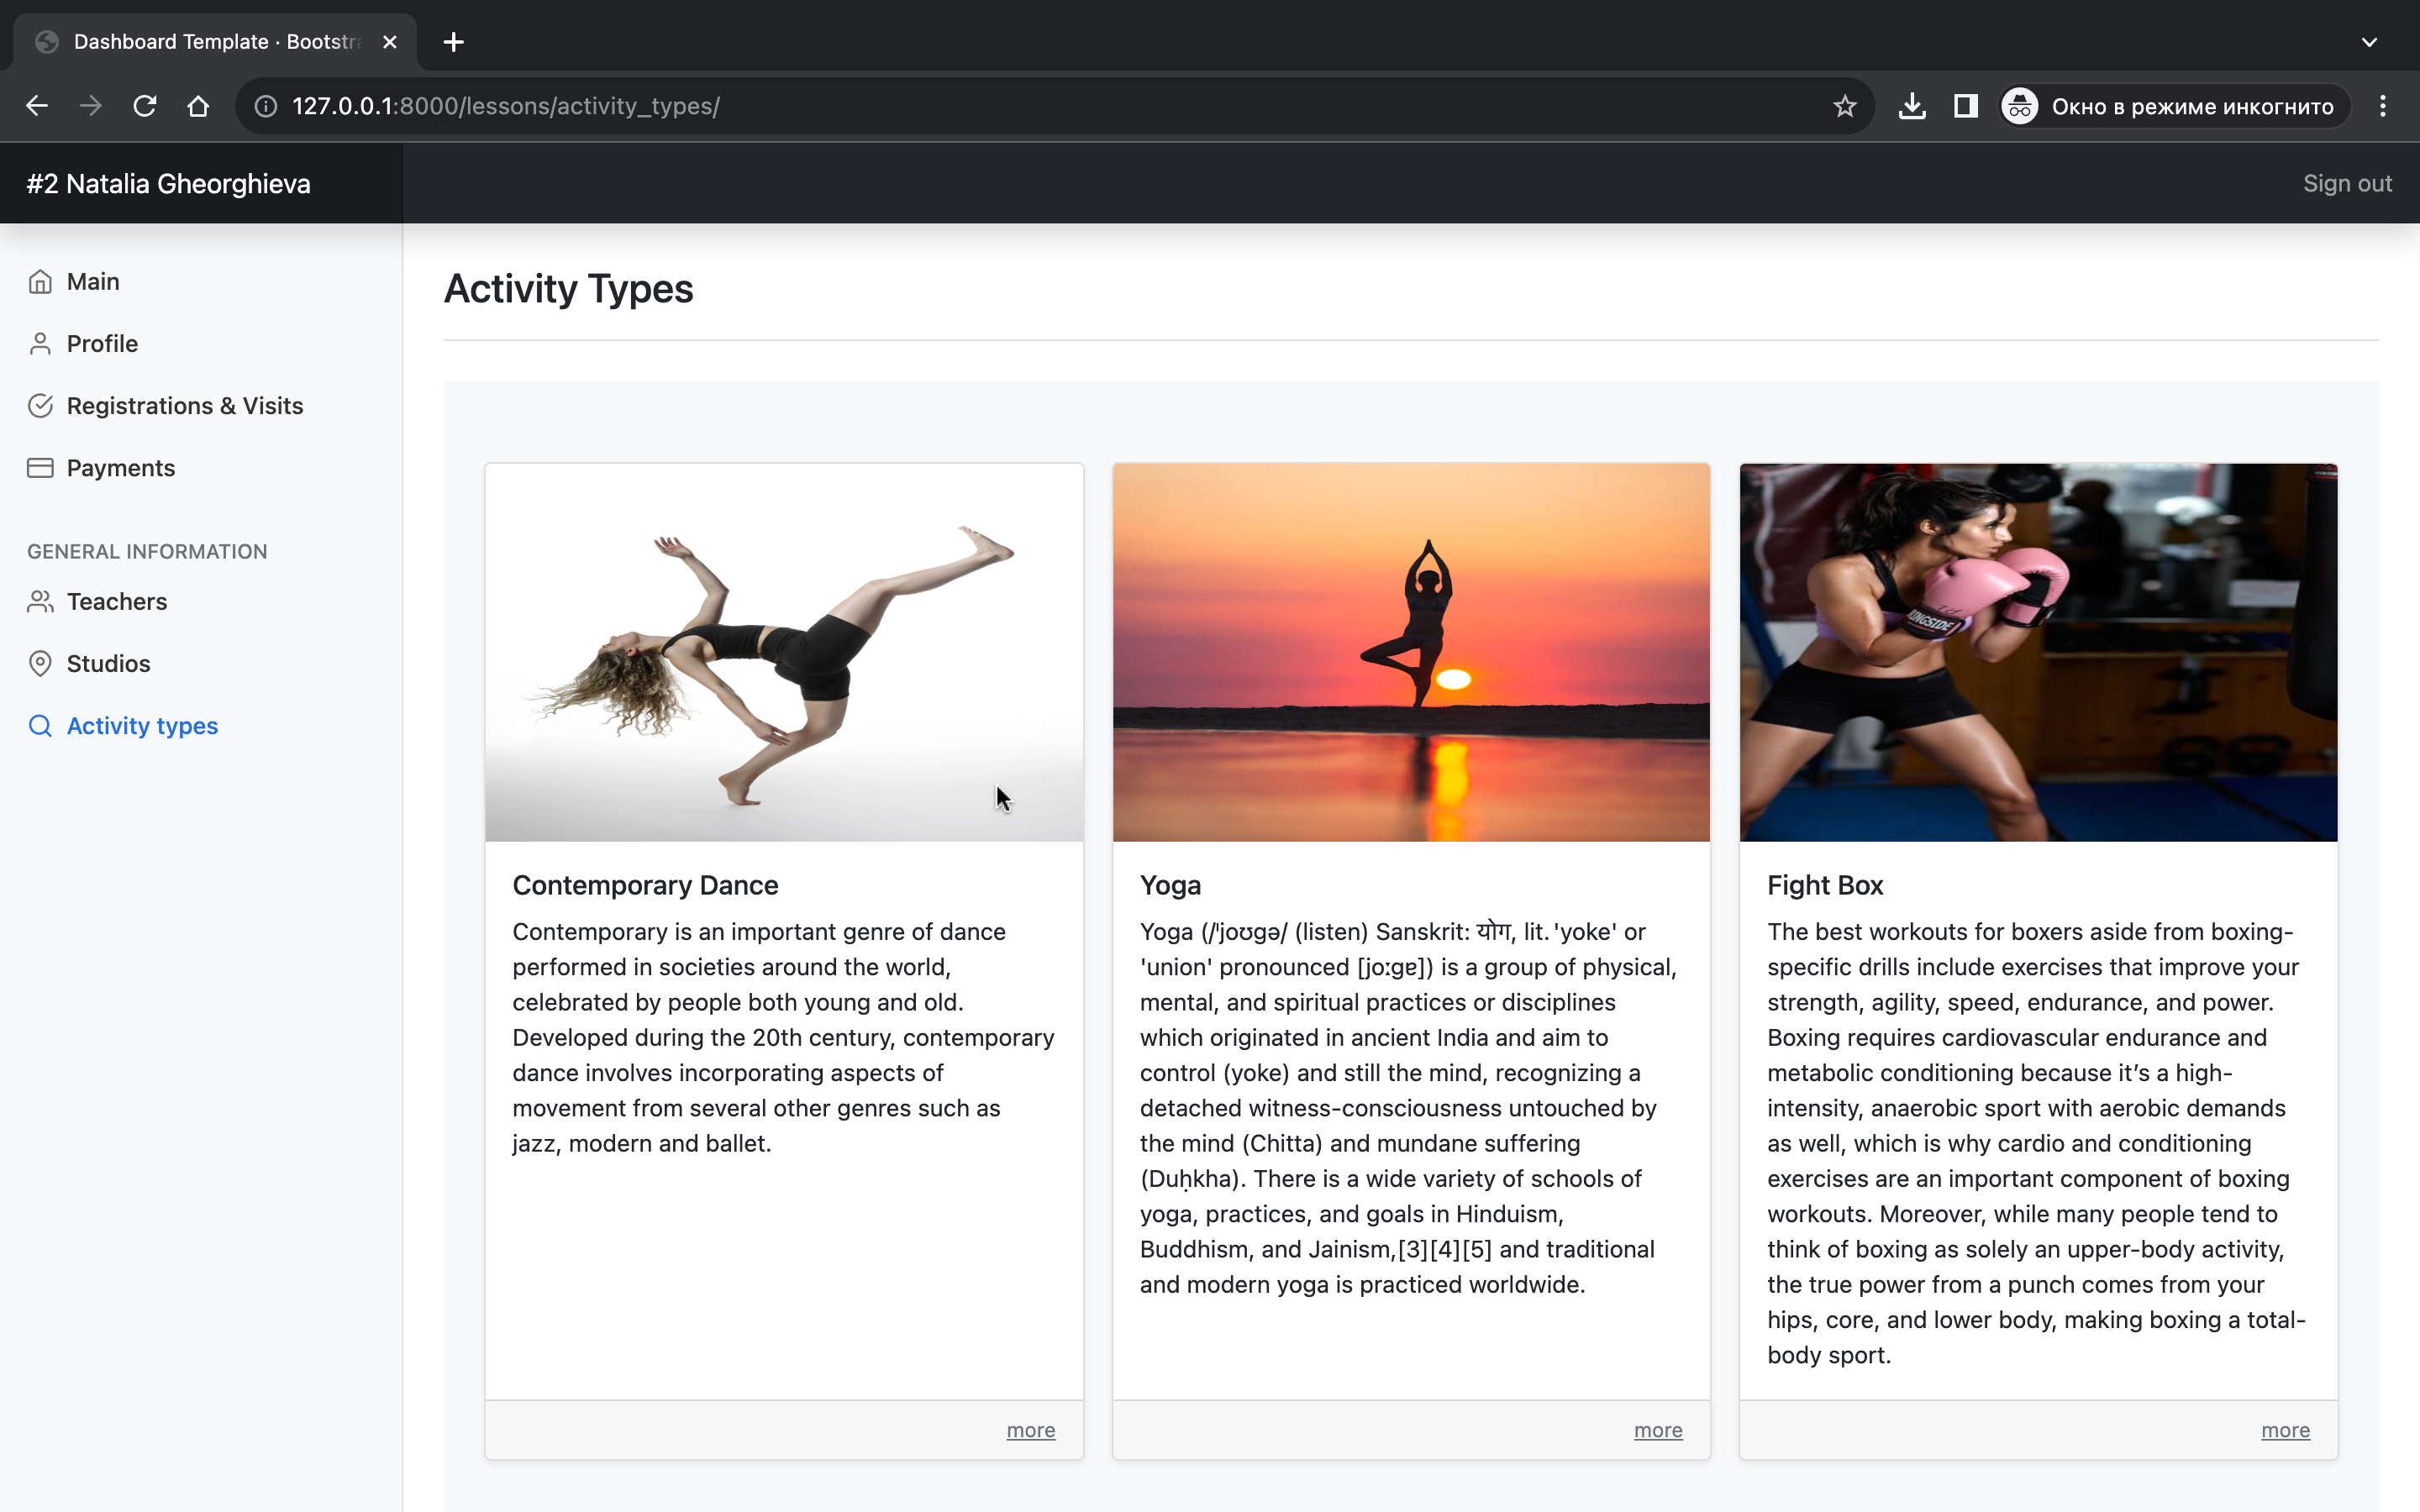 Dashboard Template · Bootstra
127.0.0.1:8000/lessons/activity_types/
Окно в режиме инкогнито
#2 Natalia Gheorghieva
Sign out
Main
Profile
Registrations & Visits
Payments
GENERAL INFORMATION
Teachers
Studios
Activity types
Activity Types
Contemporary Dance
Contemporary is an important genre of dance
performed in societies around the world,
celebrated by people both young and old.
Developed during the 20th century, contemporary
dance involves incorporating aspects of
movement from several other genres such as
jazz, modern and ballet.
more
Yoga
Yoga (/ˈjoʊɡə/ (listen) Sanskrit: योग, lit. 'yoke' or
'union' pronounced [joːɡɐ]) is a group of physical,
mental, and spiritual practices or disciplines
which originated in ancient India and aim to
control (yoke) and still the mind, recognizing a
detached witness-consciousness untouched by
the mind (Chitta) and mundane suffering
(Duḥkha). There is a wide variety of schools of
yoga, practices, and goals in Hinduism,
Buddhism, and Jainism,[3][4][5] and traditional
and modern yoga is practiced worldwide.
more
INGSIDE
Fight Box
The best workouts for boxers aside from boxing-
specific drills include exercises that improve your
strength, agility, speed, endurance, and power.
Boxing requires cardiovascular endurance and
metabolic conditioning because it’s a high-
intensity, anaerobic sport with aerobic demands
as well, which is why cardio and conditioning
exercises are an important component of boxing
workouts. Moreover, while many people tend to
think of boxing as solely an upper-body activity,
the true power from a punch comes from your
hips, core, and lower body, making boxing a total-
body sport.
more